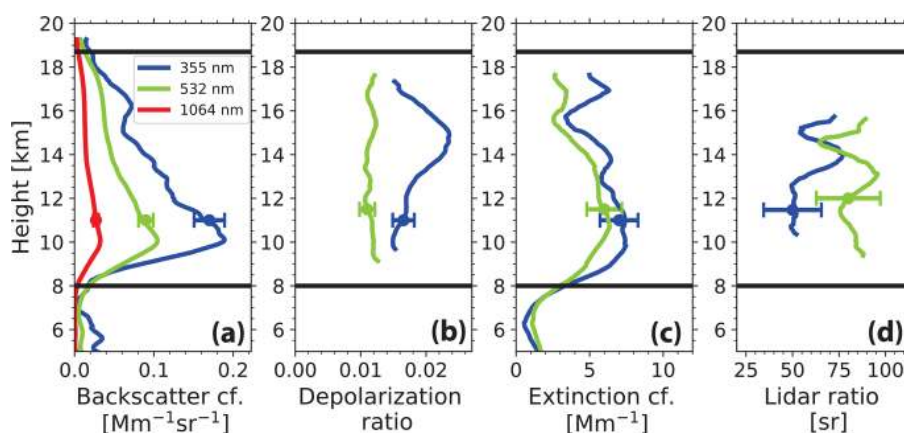 20
18
16
14
12
10
8
6
Height [km]
355 nm
532 nm
1064 nm
(a)
0.0
0.1
0.2
Backscatter cf.
[Mm⁻¹sr⁻¹]
20
18
16
14
12
10
8
6
(b)
0.00
0.02
Depolarization
ratio
20
18
16
14
12
10
8
6
(c)
0
5
10
Extinction cf.
[Mm⁻¹]
20
18
16
14
12
10
8
6
(d)
25
50
75
100
Lidar ratio
[sr]